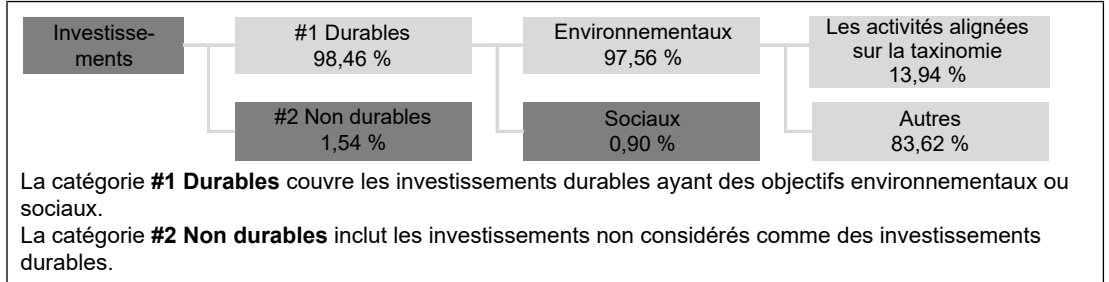 Investisse-
ments
#1 Durables
98,46 %
Environnementaux
97,56 %
Les activités alignées
sur la taxinomie
13,94 %
#2 Non durables
1,54 %
Sociaux
0,90 %
Autres
83,62 %
La catégorie #1 Durables couvre les investissements durables ayant des objectifs environnementaux ou
sociaux.
La catégorie #2 Non durables inclut les investissements non considérés comme des investissements
durables.